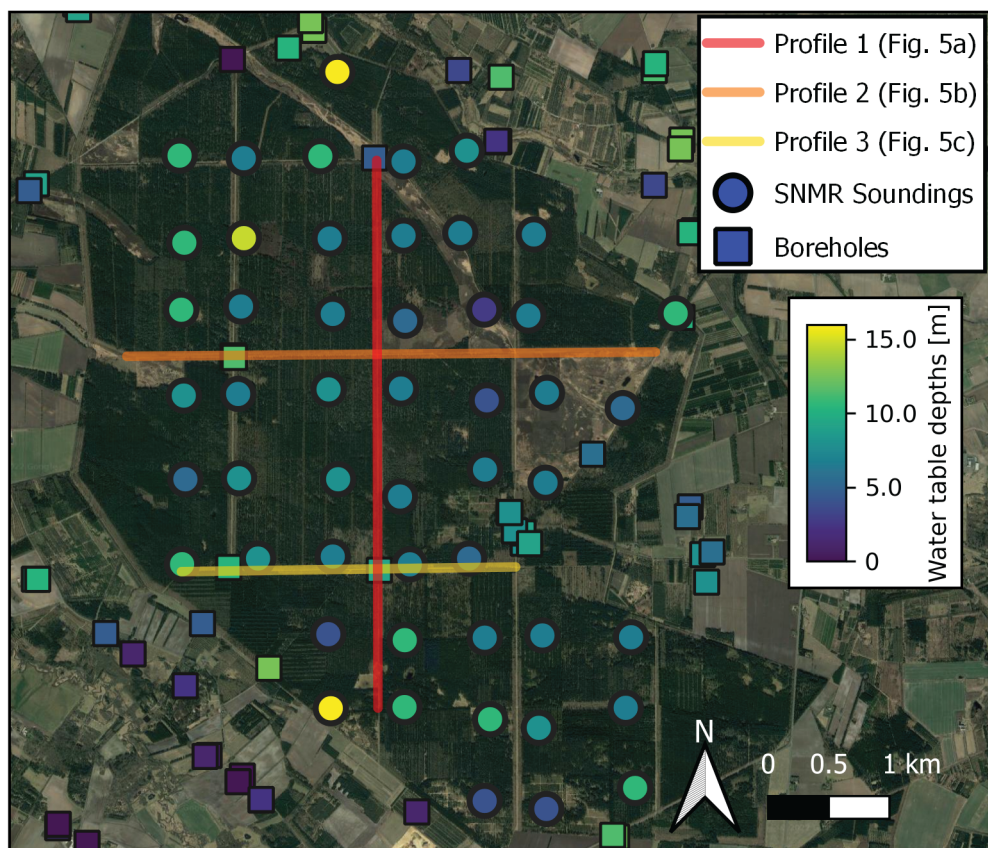 Profile 1 (Fig. 5a)
Profile 2 (Fig. 5b)
Profile 3 (Fig. 5c)
SNMR Soundings
Boreholes
15.0
10.0
5.0
0
Water table depths [m]
N
0 0.5 1 km